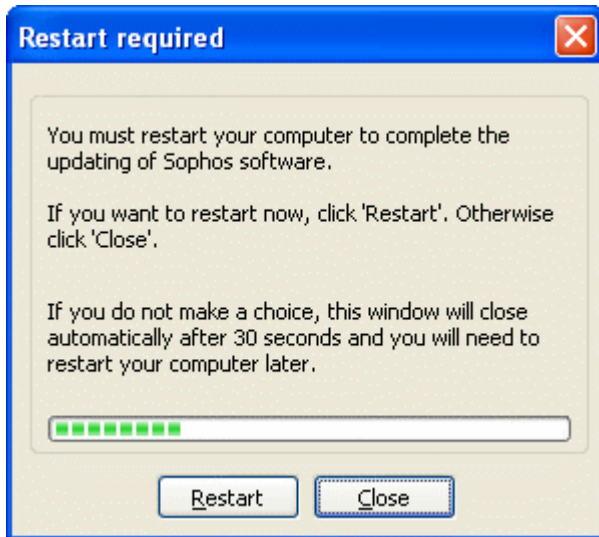 Restart required
You must restart your computer to complete the
updating of Sophos software.
If you want to restart now, click 'Restart'. Otherwise
click 'Close'.
If you do not make a choice, this window will close
automatically after 30 seconds and you will need to
restart your computer later.
Restart
Close